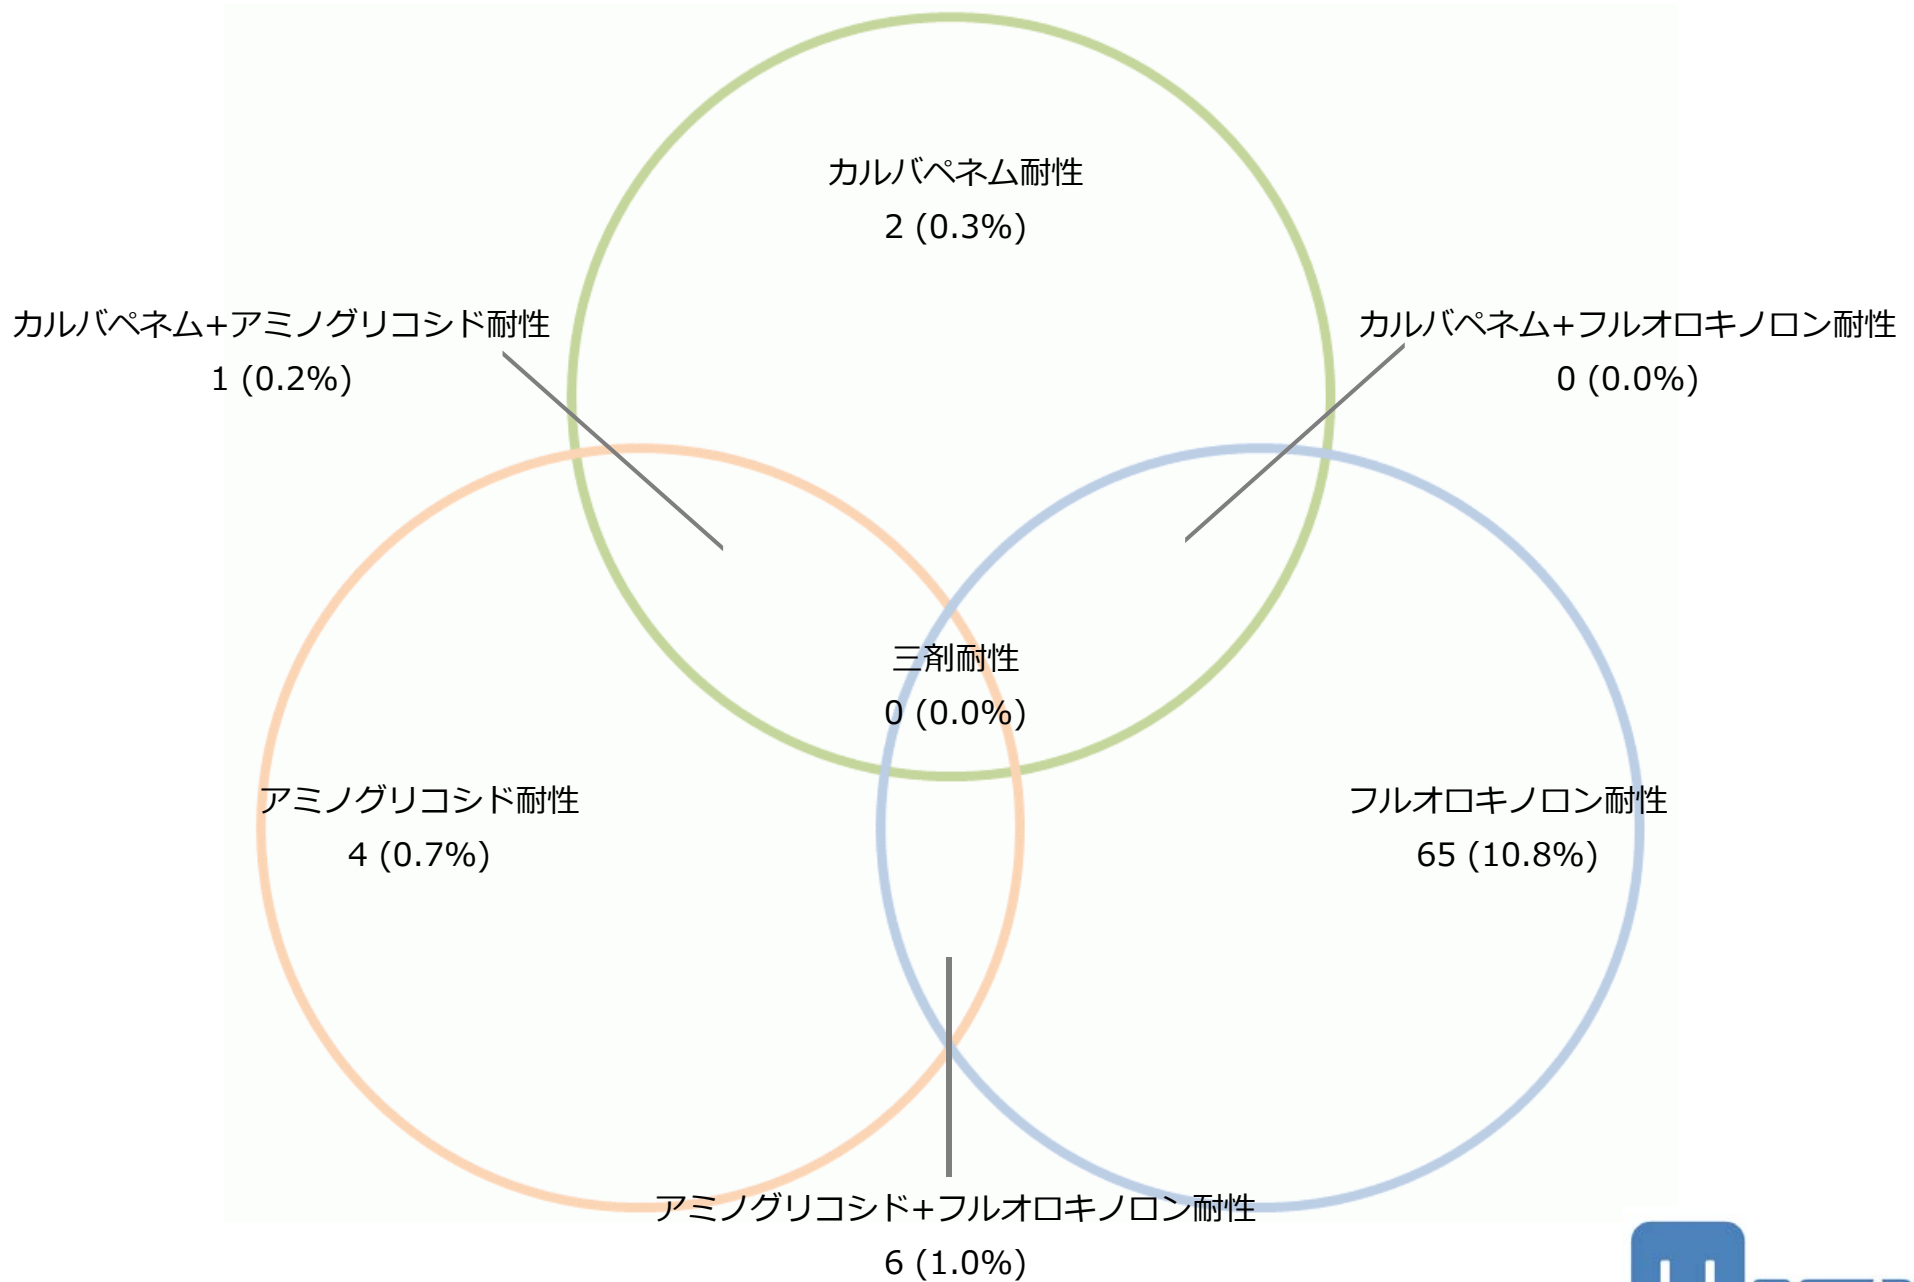 カルバペネム耐性
2 (0.3%)
カルバペネム+アミノグリコシド耐性
1 (0.2%)
カルバペネム+フルオロキノロン耐性
0 (0.0%)
三剤耐性
0 (0.0%)
アミノグリコシド耐性
4 (0.7%)
フルオロキノロン耐性
65 (10.8%)
アミノグリコシド+フルオロキノロン耐性
6 (1.0%)